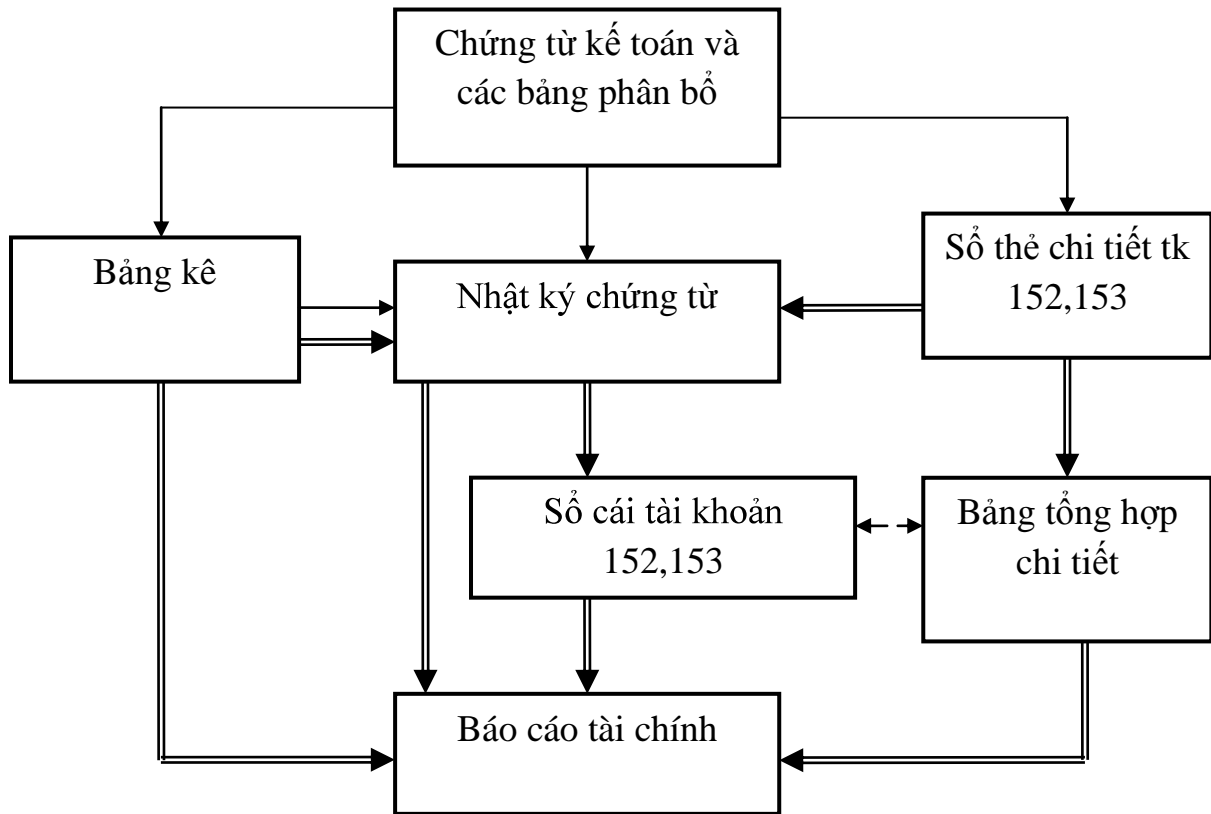 Chứng từ kế toán và
các bảng phân bổ
Bảng kê
Nhật ký chứng từ
Sổ thẻ chi tiết tk
152,153
Sổ cái tài khoản
152,153
Bảng tổng hợp
chi tiết
Báo cáo tài chính